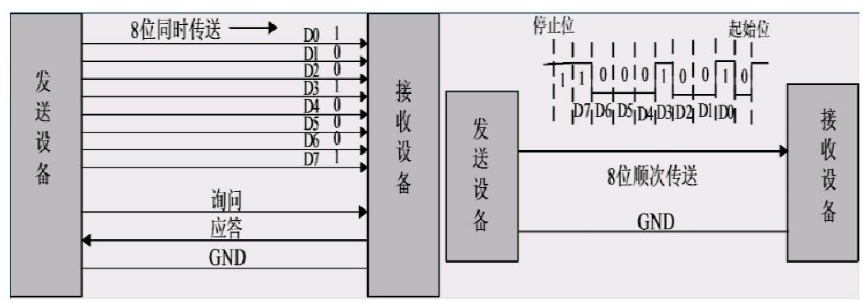 8位同时传送
D0 1
D1 0
D2 0
D3 1
D4 0
D5 0
D6 0
D7 1
发送设备
接收设备
询问
应答
GND
停止位 起始位
1 1 0 0 0 1 0 0 1 0
D7 D6 D5 D4 D3 D2 D1 D0
发送设备
接收设备
8位顺次传送
GND